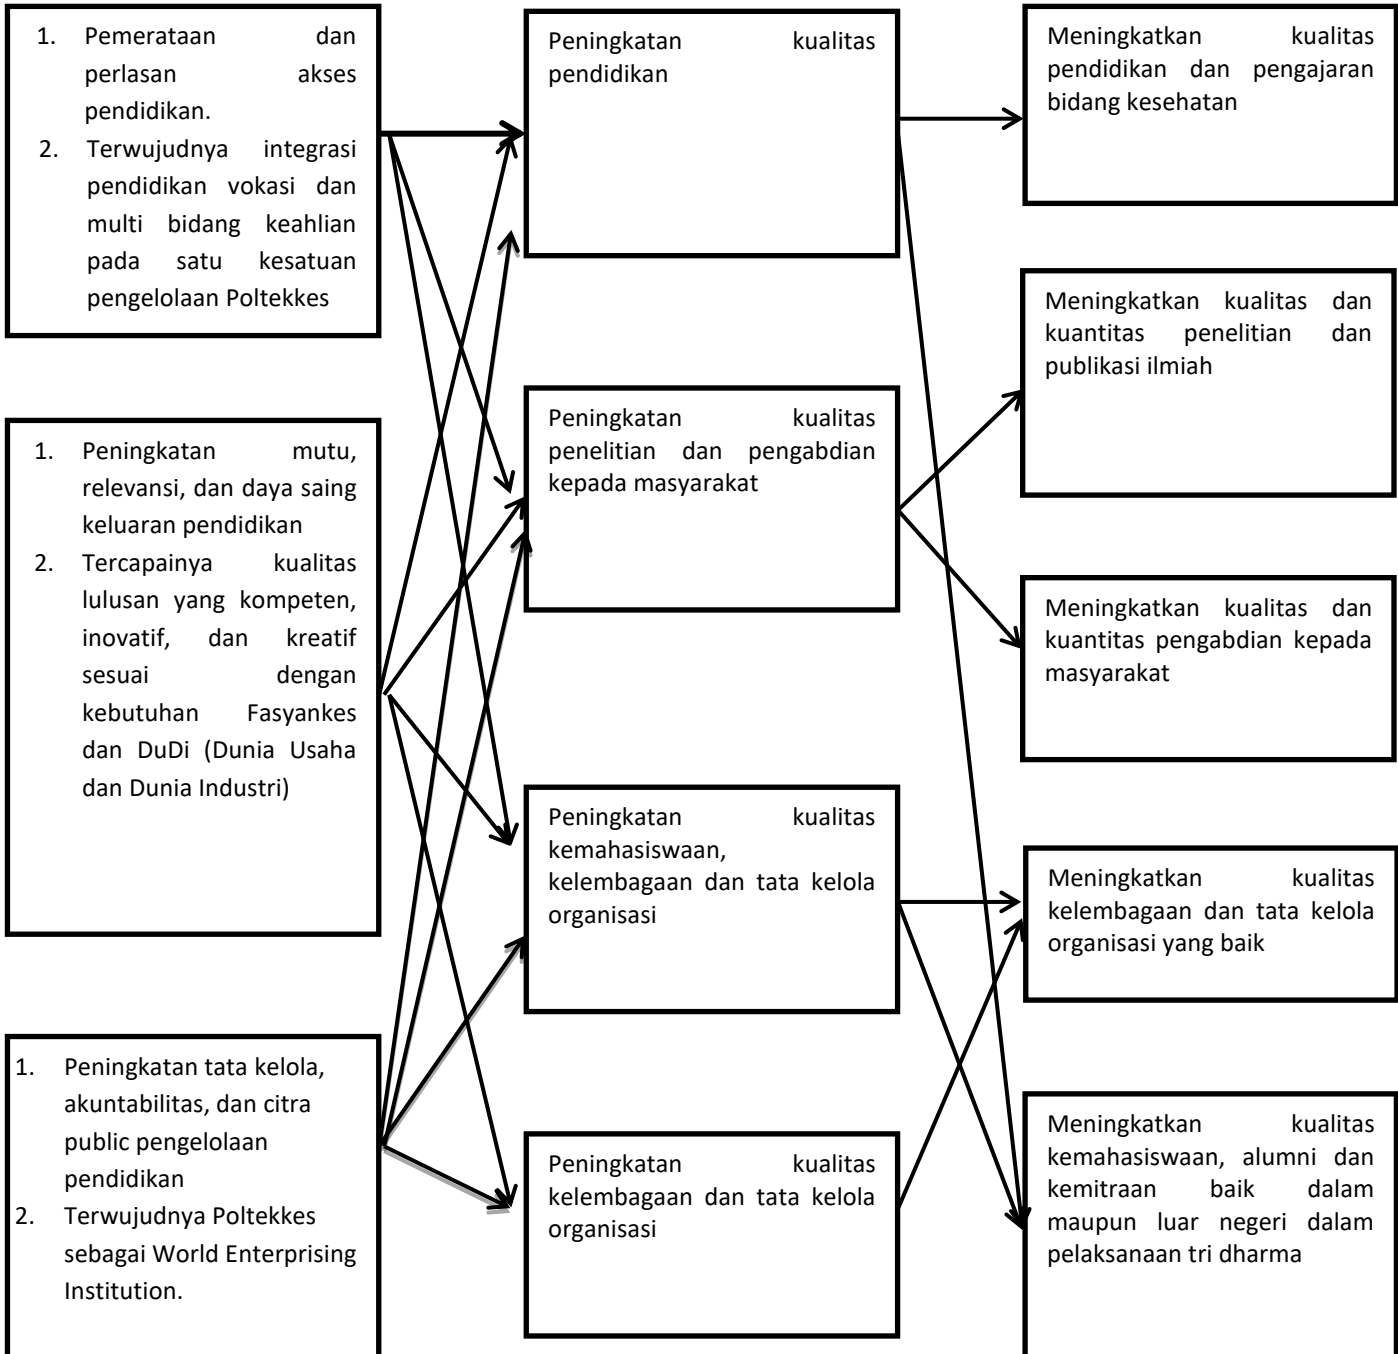 1. Pemerataan dan
perlasan akses
pendidikan.
2. Terwujudnya integrasi
pendidikan vokasi dan
multi bidang keahlian
pada satu kesatuan
pengelolaan Poltekkes
1. Peningkatan mutu,
relevansi, dan daya saing
keluaran pendidikan
2. Tercapainya kualitas
lulusan yang kompeten,
inovatif, dan kreatif
sesuai dengan
kebutuhan Fasyankes
dan DuDi (Dunia Usaha
dan Dunia Industri)
1. Peningkatan tata kelola,
akuntabilitas, dan citra
public pengelolaan
pendidikan
2. Terwujudnya Poltekkes
sebagai World Enterprising
Institution.
Peningkatan kualitas
pendidikan
Peningkatan kualitas
penelitian dan pengabdian
kepada masyarakat
Peningkatan kualitas
kemahasiswaan,
kelembagaan dan tata kelola
organisasi
Peningkatan kualitas
kelembagaan dan tata kelola
organisasi
Meningkatkan kualitas
pendidikan dan pengajaran
bidang kesehatan
Meningkatkan kualitas dan
kuantitas penelitian dan
publikasi ilmiah
Meningkatkan kualitas dan
kuantitas pengabdian kepada
masyarakat
Meningkatkan kualitas
kelembagaan dan tata kelola
organisasi yang baik
Meningkatkan kualitas
kemahasiswaan, alumni dan
kemitraan baik dalam
maupun luar negeri dalam
pelaksanaan tri dharma